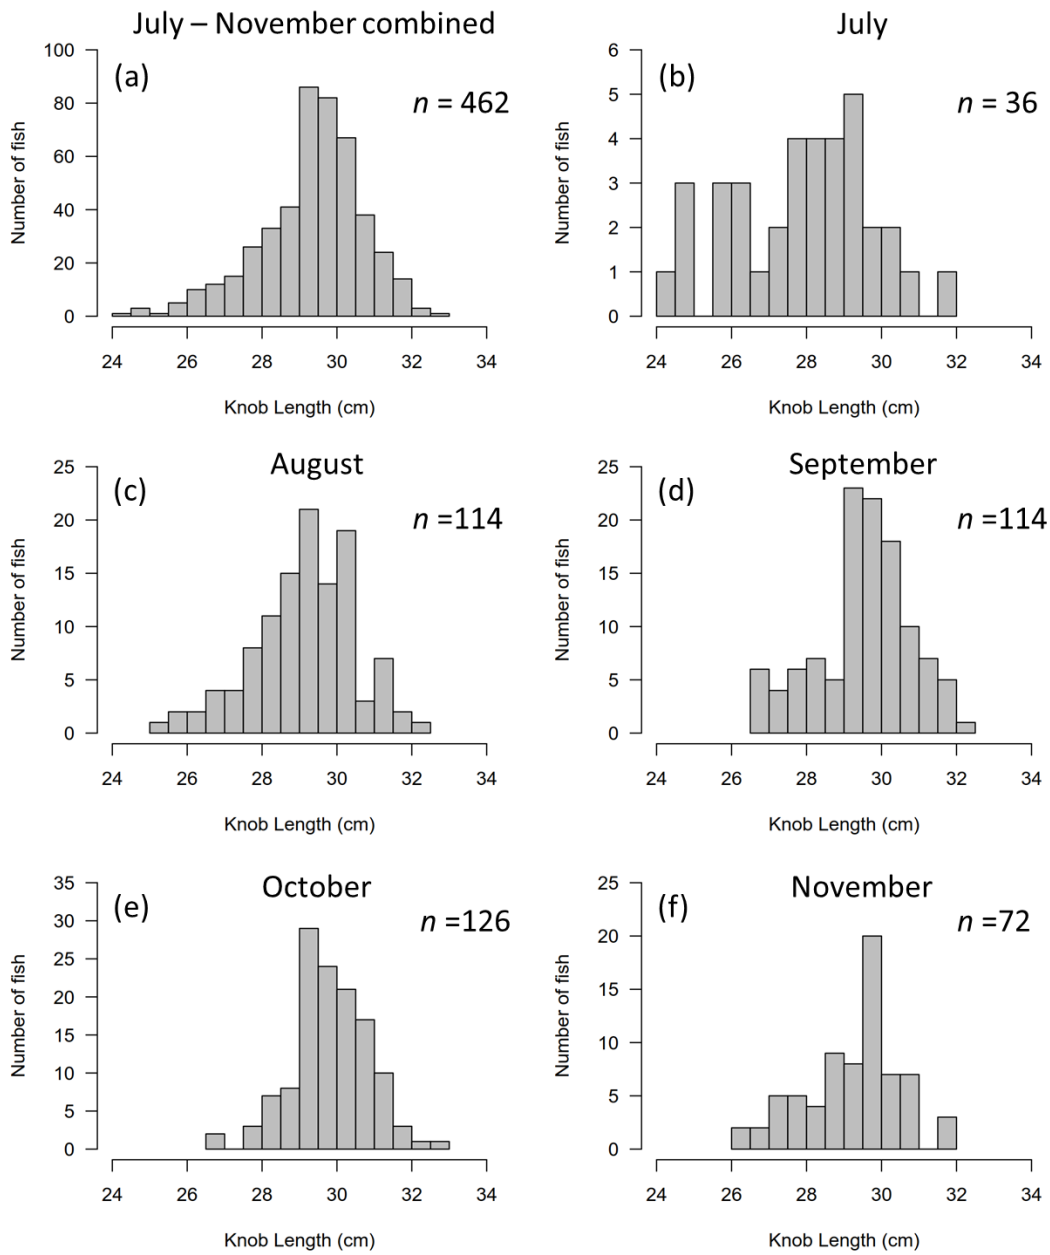 July – November combined
(a)
n = 462
100
80
60
40
20
0
Number of fish
24 26 28 30 32 34
Knob Length (cm)
July
(b)
n = 36
6
5
4
3
2
1
0
Number of fish
24 26 28 30 32 34
Knob Length (cm)
August
(c)
n =114
25
20
15
10
5
0
Number of fish
24 26 28 30 32 34
Knob Length (cm)
September
(d)
n =114
25
20
15
10
5
0
Number of fish
24 26 28 30 32 34
Knob Length (cm)
October
(e)
n =126
35
30
25
20
15
10
5
0
Number of fish
24 26 28 30 32 34
Knob Length (cm)
November
(f)
n =72
25
20
15
10
5
0
Number of fish
24 26 28 30 32 34
Knob Length (cm)